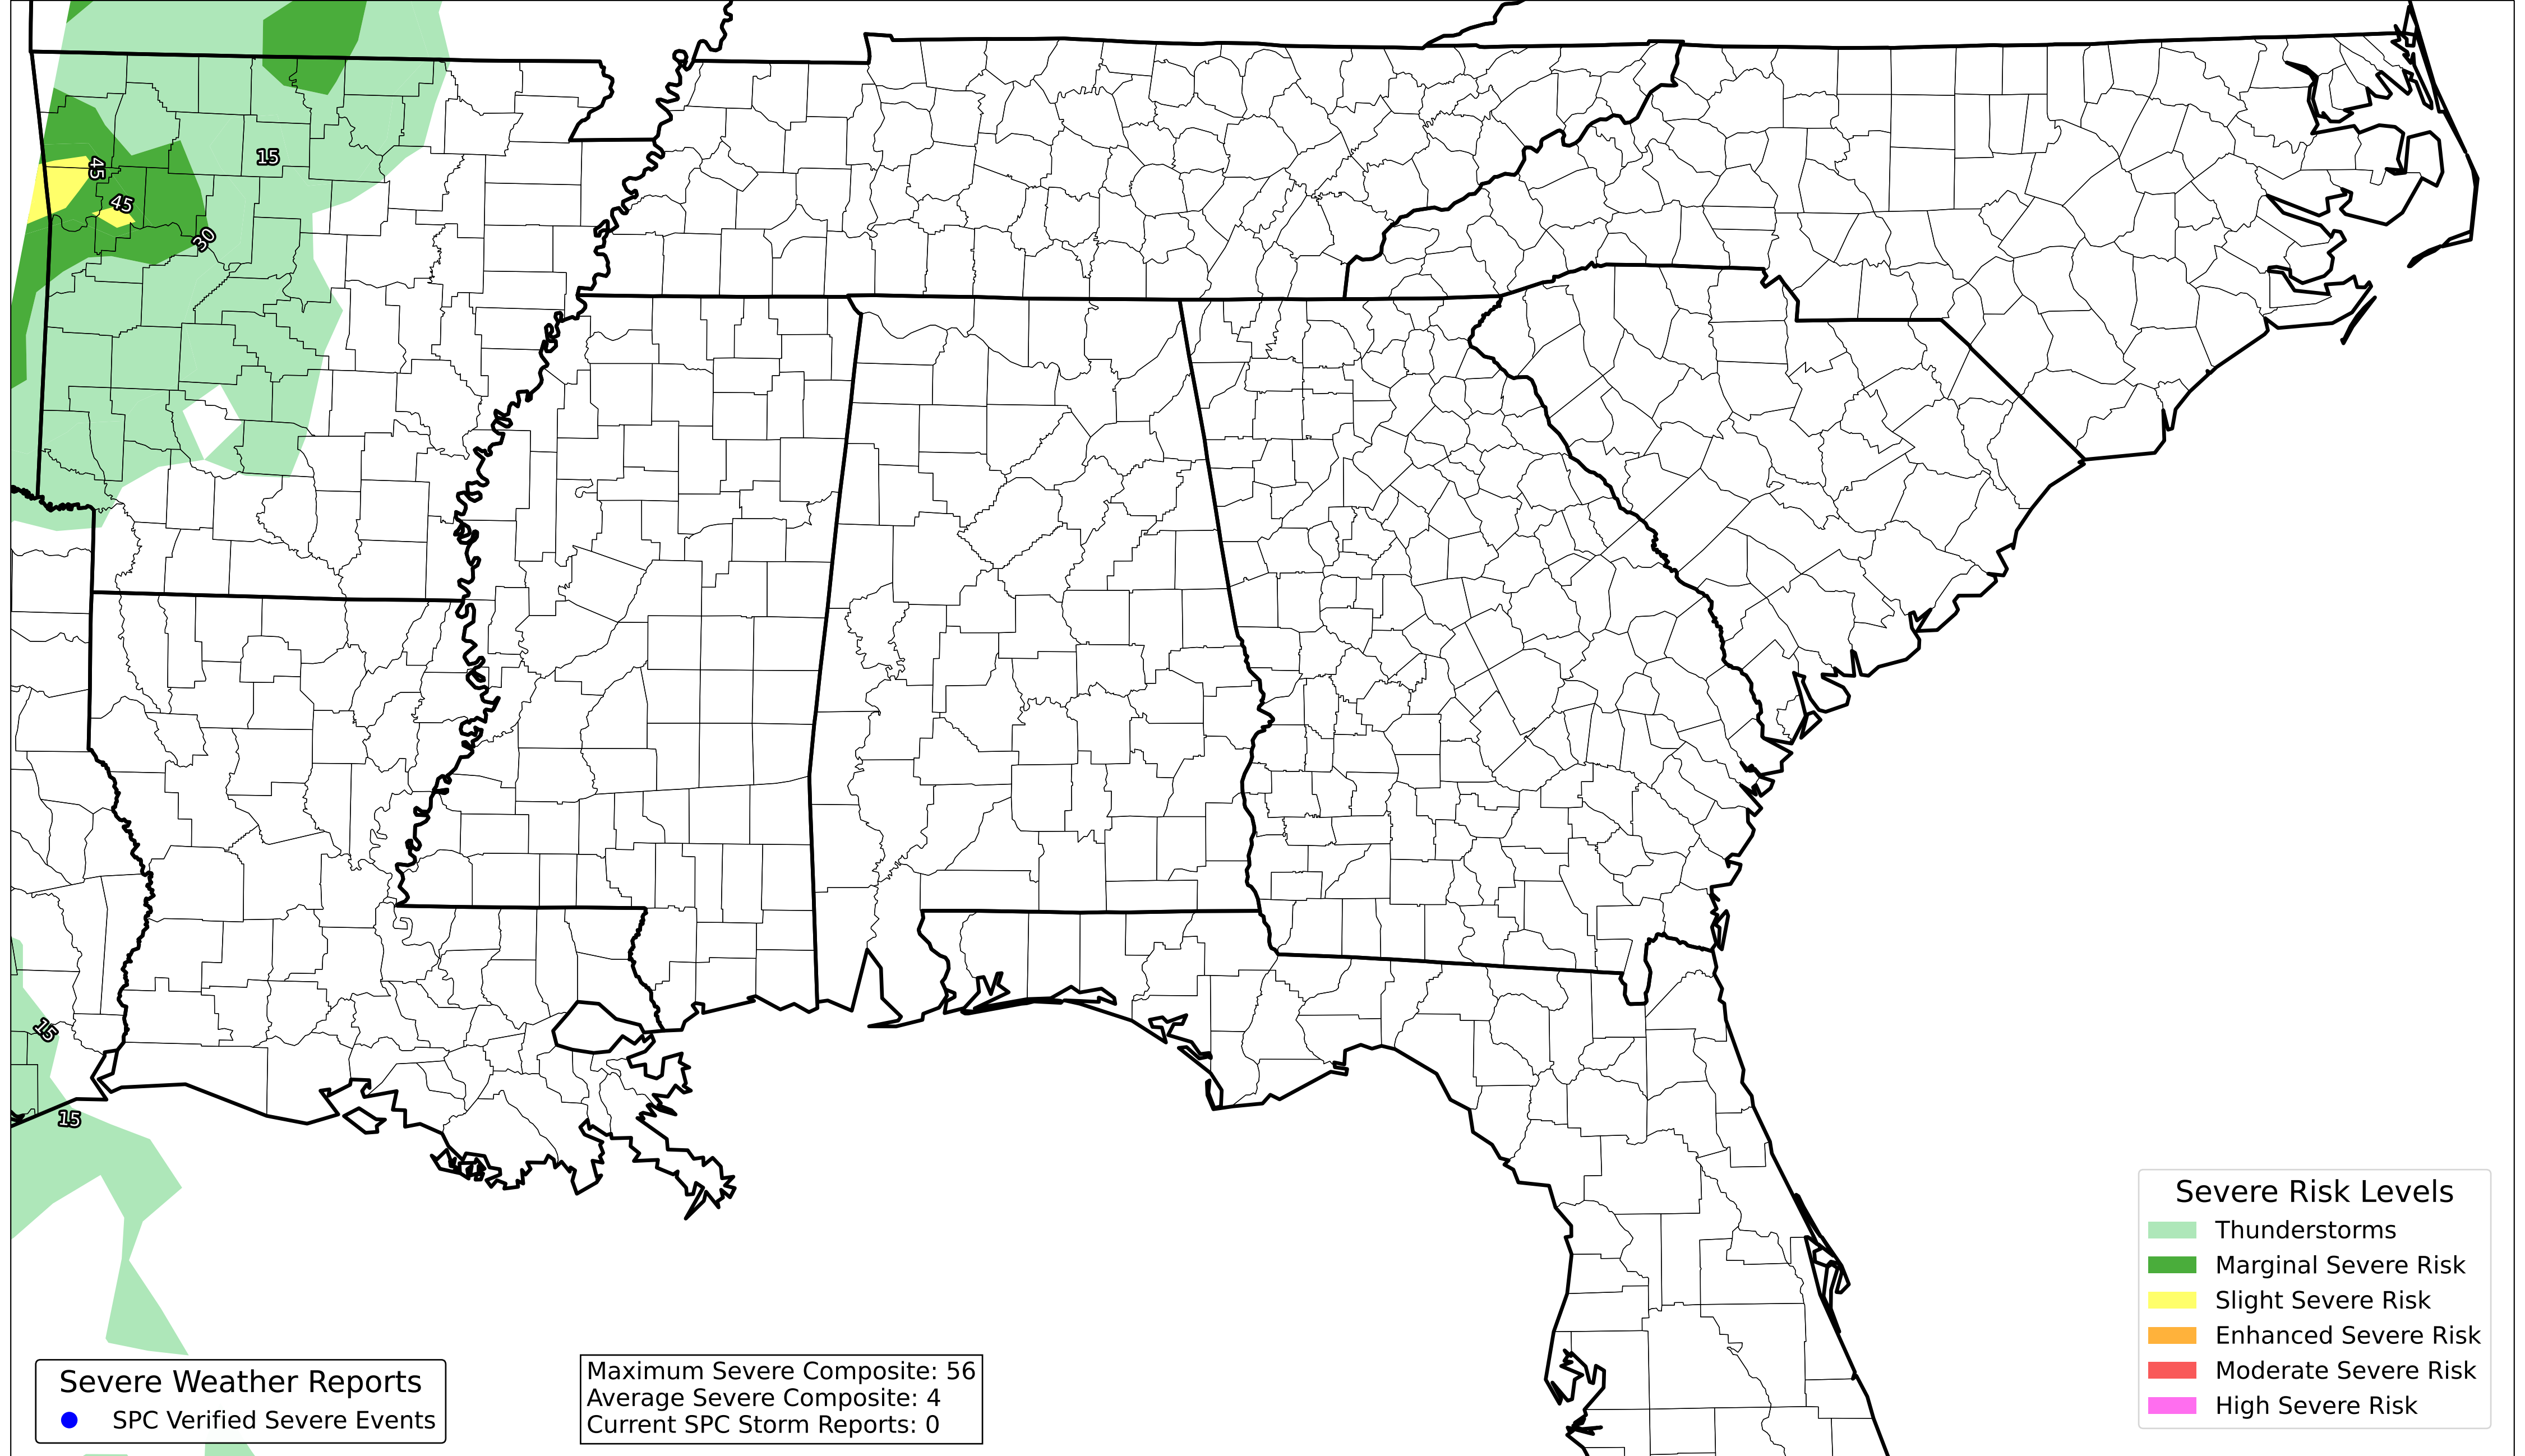 15
45
45
30
15
15
Severe Risk Levels
Thunderstorms
Marginal Severe Risk
Slight Severe Risk
Enhanced Severe Risk
Moderate Severe Risk
High Severe Risk
Severe Weather Reports
SPC Verified Severe Events
Maximum Severe Composite: 56
Average Severe Composite: 4
Current SPC Storm Reports: 0